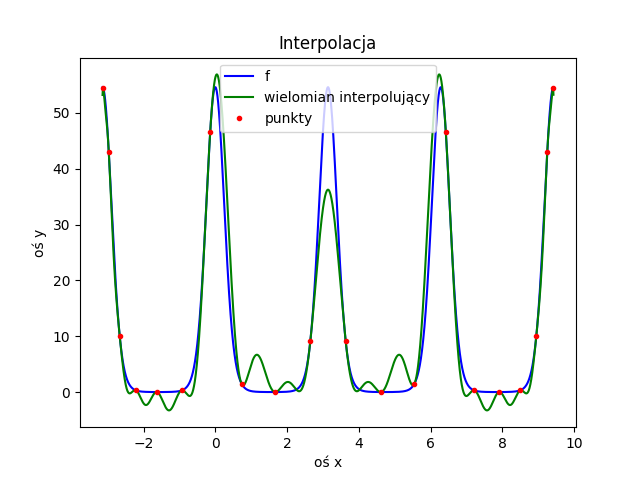 Interpolacja
f
wielomian interpolujący
punkty
oś y
50
40
30
20
10
0
−2
0
2
4
6
8
10
oś x